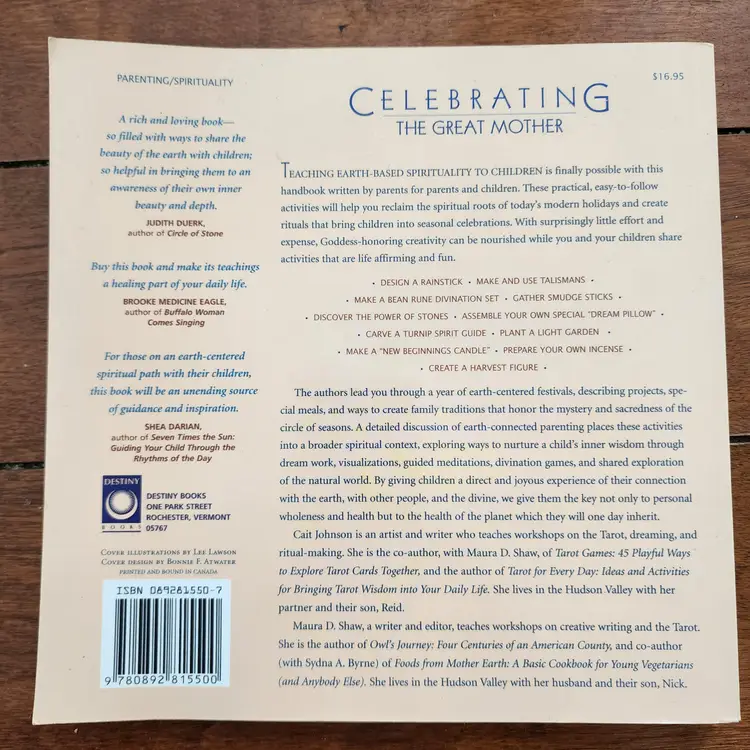 PARENTING/SPIRITUALITY
A rich and loving book—
so filled with ways to share the
beauty of the earth with children;
so helpful in bringing them to an
awareness of their own inner
beauty and depth.
JUDITH DUERK,
author of Circle of Stone
Buy this book and make its teachings
a healing part of your daily life.
BROOKE MEDICINE EAGLE,
author of Buffalo Woman
Comes Singing
For those on an earth-centered
spiritual path with their children,
this book will be an unending source
of guidance and inspiration.
SHEA DARIAN,
author of Seven Times the Sun:
Guiding Your Child Through the
Rhythms of the Day
DESTINY
BOOKS
DESTINY BOOKS
ONE PARK STREET
ROCHESTER, VERMONT
05767
COVER ILLUSTRATIONS BY LEE LAWSON
COVER DESIGN BY BONNIE F. ATWATER
PRINTED AND BOUND IN CANADA
ISBN 089281550-7
9 780892 815500
$16.95
CELEBRATING
THE GREAT MOTHER
TEACHING EARTH-BASED SPIRITUALITY TO CHILDREN is finally possible with this
handbook written by parents for parents and children. These practical, easy-to-follow
activities will help you reclaim the spiritual roots of today's modern holidays and create
rituals that bring children into seasonal celebrations. With surprisingly little effort and
expense, Goddess-honoring creativity can be nourished while you and your children share
activities that are life affirming and fun.
• DESIGN A RAINSTICK • MAKE AND USE TALISMANS •
• MAKE A BEAN RUNE DIVINATION SET • GATHER SMUDGE STICKS •
• DISCOVER THE POWER OF STONES • ASSEMBLE YOUR OWN SPECIAL "DREAM PILLOW" •
• CARVE A TURNIP SPIRIT GUIDE • PLANT A LIGHT GARDEN •
• MAKE A "NEW BEGINNINGS CANDLE" • PREPARE YOUR OWN INCENSE •
• CREATE A HARVEST FIGURE •
The authors lead you through a year of earth-centered festivals, describing projects, spe-
cial meals, and ways to create family traditions that honor the mystery and sacredness of the
circle of seasons. A detailed discussion of earth-connected parenting places these activities
into a broader spiritual context, exploring ways to nurture a child's inner wisdom through
dream work, visualizations, guided meditations, divination games, and shared exploration
of the natural world. By giving children a direct and joyous experience of their connection
with the earth, with other people, and the divine, we give them the key not only to personal
wholeness and health but to the health of the planet which they will one day inherit.
Cait Johnson is an artist and writer who teaches workshops on the Tarot, dreaming, and
ritual-making. She is the co-author, with Maura D. Shaw, of Tarot Games: 45 Playful Ways
to Explore Tarot Cards Together, and the author of Tarot for Every Day: Ideas and Activities
for Bringing Tarot Wisdom into Your Daily Life. She lives in the Hudson Valley with her
partner and their son, Reid.
Maura D. Shaw, a writer and editor, teaches workshops on creative writing and the Tarot.
She is the author of Owl's Journey: Four Centuries of an American County, and co-author
(with Sydna A. Byrne) of Foods from Mother Earth: A Basic Cookbook for Young Vegetarians
(and Anybody Else). She lives in the Hudson Valley with her husband and their son, Nick.